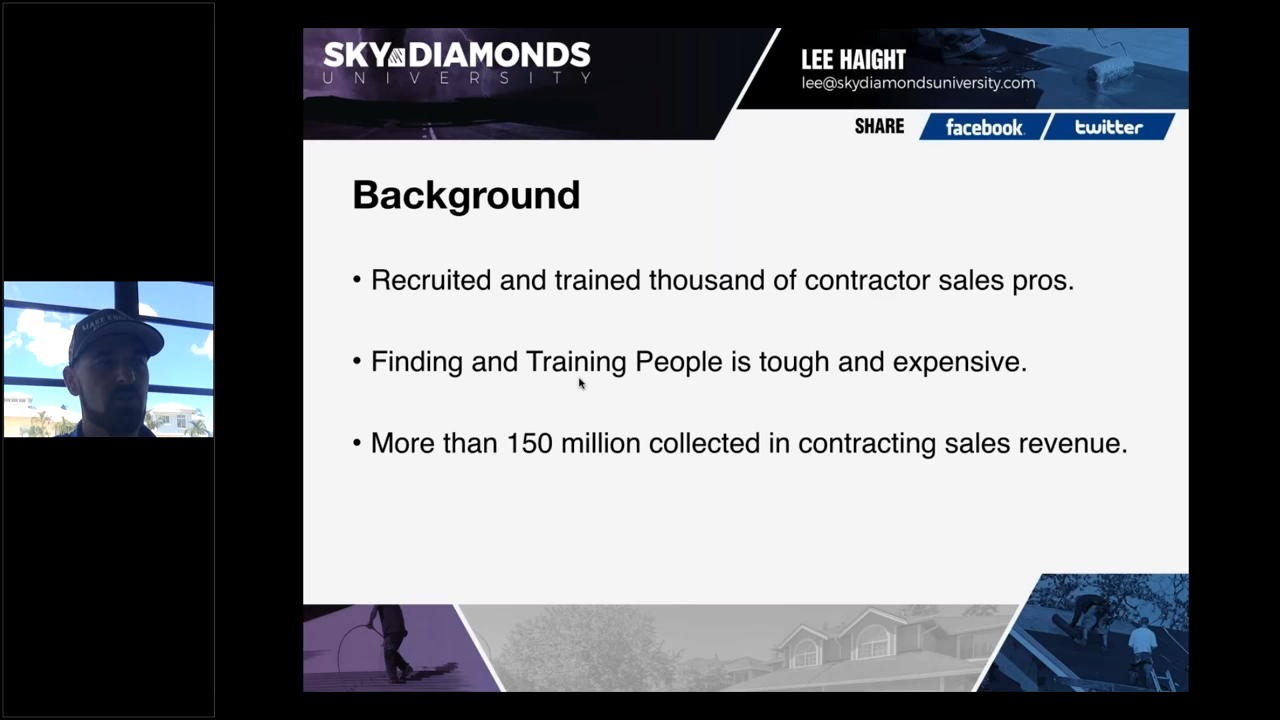 SKY DIAMONDS
UNIVERSITY
LEE HAIGHT
lee@skydiamondsuniversity.com
SHARE
facebook
twitter
Background
• Recruited and trained thousand of contractor sales pros.
• Finding and Training People is tough and expensive.
• More than 150 million collected in contracting sales revenue.